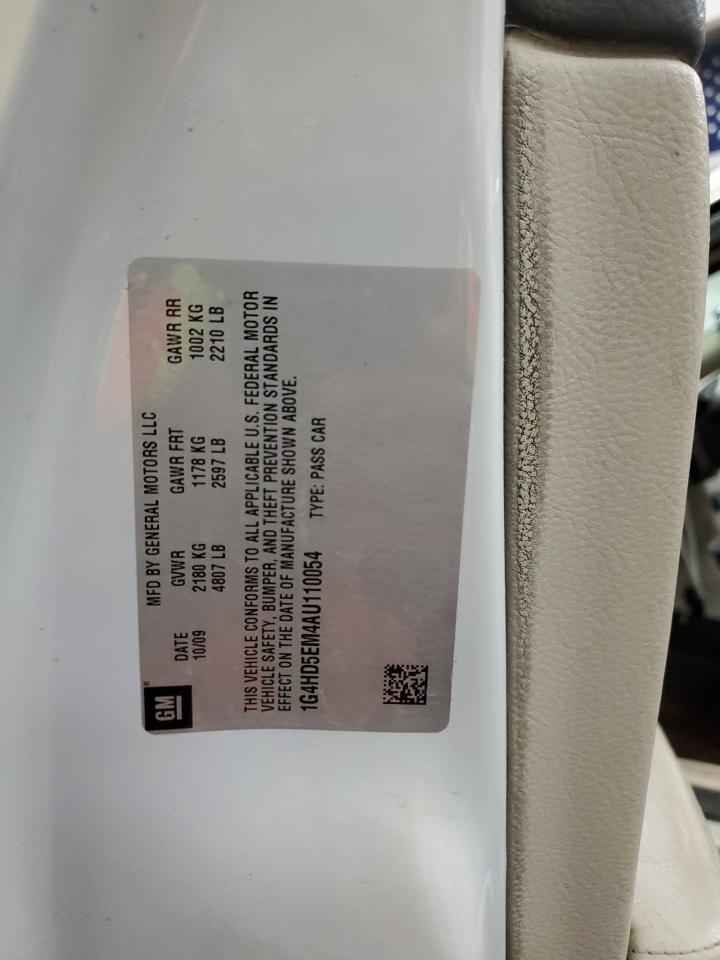 GM
MFD BY GENERAL MOTORS LLC
DATE GVWR GAWR FRT GAWR RR
10/09 2180 KG 1178 KG 1002 KG
4807 LB 2597 LB 2210 LB
THIS VEHICLE CONFORMS TO ALL APPLICABLE U.S. FEDERAL MOTOR
VEHICLE SAFETY, BUMPER, AND THEFT PREVENTION STANDARDS IN
EFFECT ON THE DATE OF MANUFACTURE SHOWN ABOVE.
1G4HD5EM4AU110054 TYPE: PASS CAR